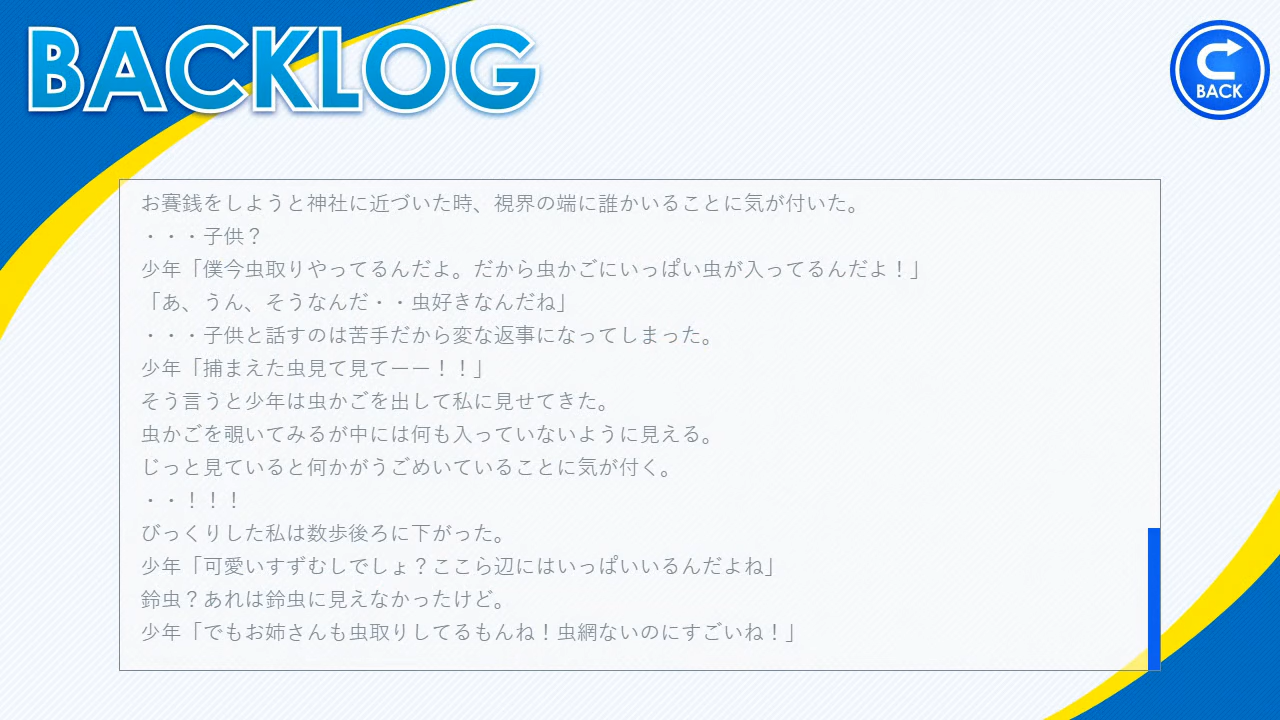 BACKLOG
BACK
お賽銭をしようと神社に近づいた時、視界の端に誰かいることに気が付いた。
・・・子供？
少年「僕今虫取りやってるんだよ。だから虫かごにいっぱい虫が入ってるんだよ！」
「あ、うん、そうなんだ・・虫好きなんだね」
・・・子供と話すのは苦手だから変な返事になってしまった。
少年「捕まえた虫見て見てーー！！」
そう言うと少年は虫かごを出して私に見せてきた。
虫かごを覗いてみるが中には何も入っていないように見える。
じっと見ていると何かがうごめいていることに気が付く。
・・！！！
びっくりした私は数歩後ろに下がった。
少年「可愛いすずむしでしょ？ここら辺にはいっぱいいるんだよね」
鈴虫？あれは鈴虫に見えなかったけど。
少年「でもお姉さんも虫取りしてるもんね！虫網ないのにすごいね！」